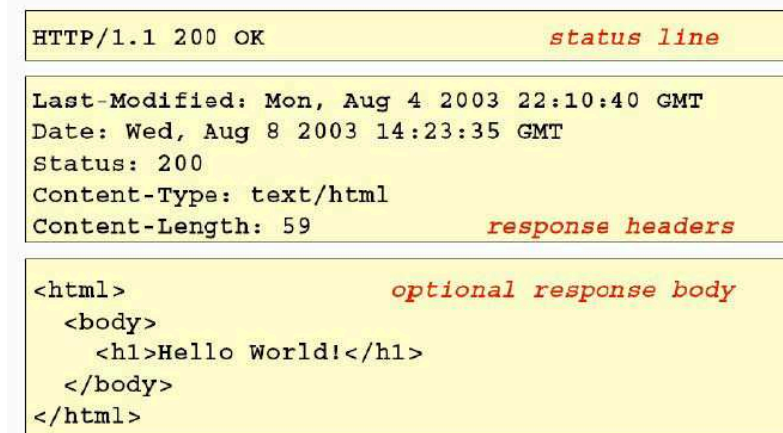 HTTP/1.1 200 OK status line
Last-Modified: Mon, Aug 4 2003 22:10:40 GMT
Date: Wed, Aug 8 2003 14:23:35 GMT
Status: 200
Content-Type: text/html
Content-Length: 59 response headers
<html> optional response body
<body>
<h1>Hello World!</h1>
</body>
</html>